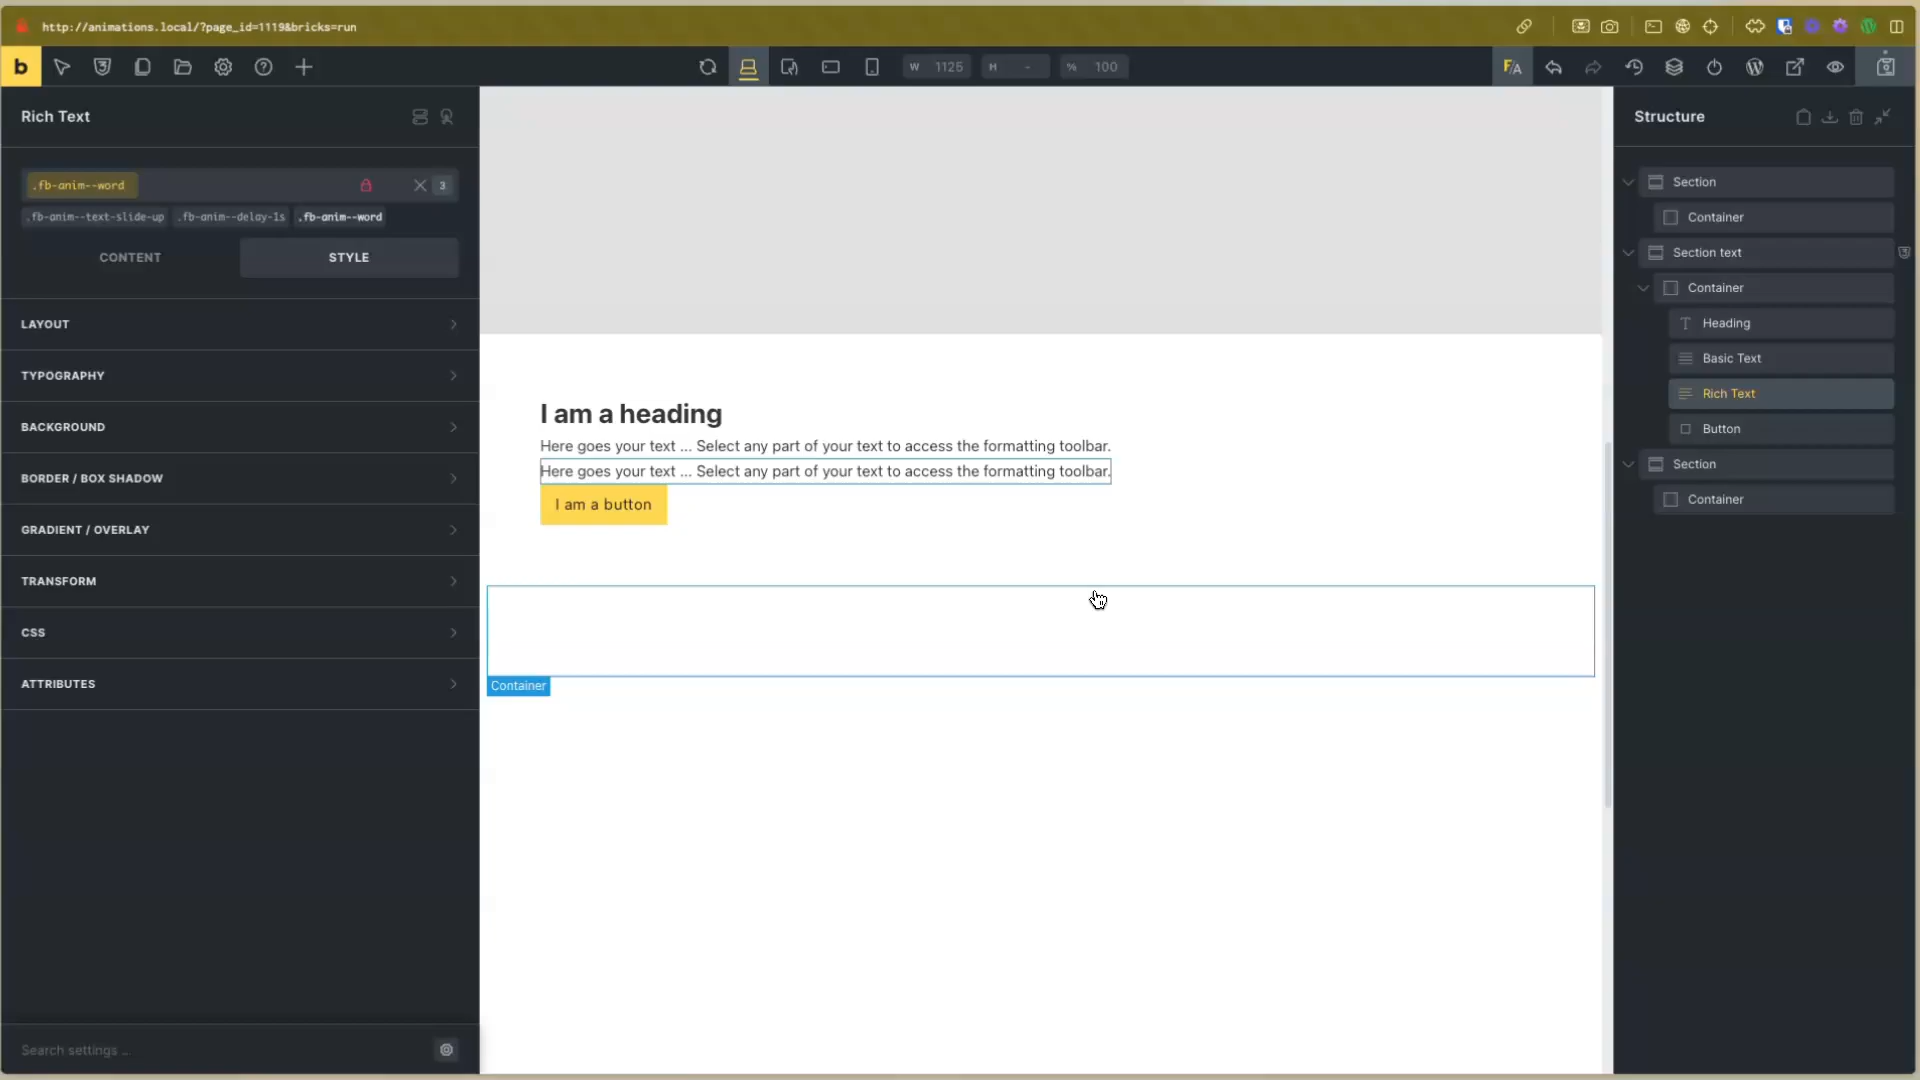 http://animations.local/?page_id=1119&bricks=run
b
W 1125
H -
% 100
F/A
Rich Text
.fb-anim--word
3
.fb-anim--text-slide-up .fb-anim--delay-1s .fb-anim--word
CONTENT
STYLE
LAYOUT
TYPOGRAPHY
BACKGROUND
BORDER / BOX SHADOW
GRADIENT / OVERLAY
TRANSFORM
CSS
ATTRIBUTES
Search settings ...
I am a heading
Here goes your text ... Select any part of your text to access the formatting toolbar.
Here goes your text ... Select any part of your text to access the formatting toolbar.
I am a button
Container
Structure
Section
Container
Section text
Container
Heading
Basic Text
Rich Text
Button
Section
Container